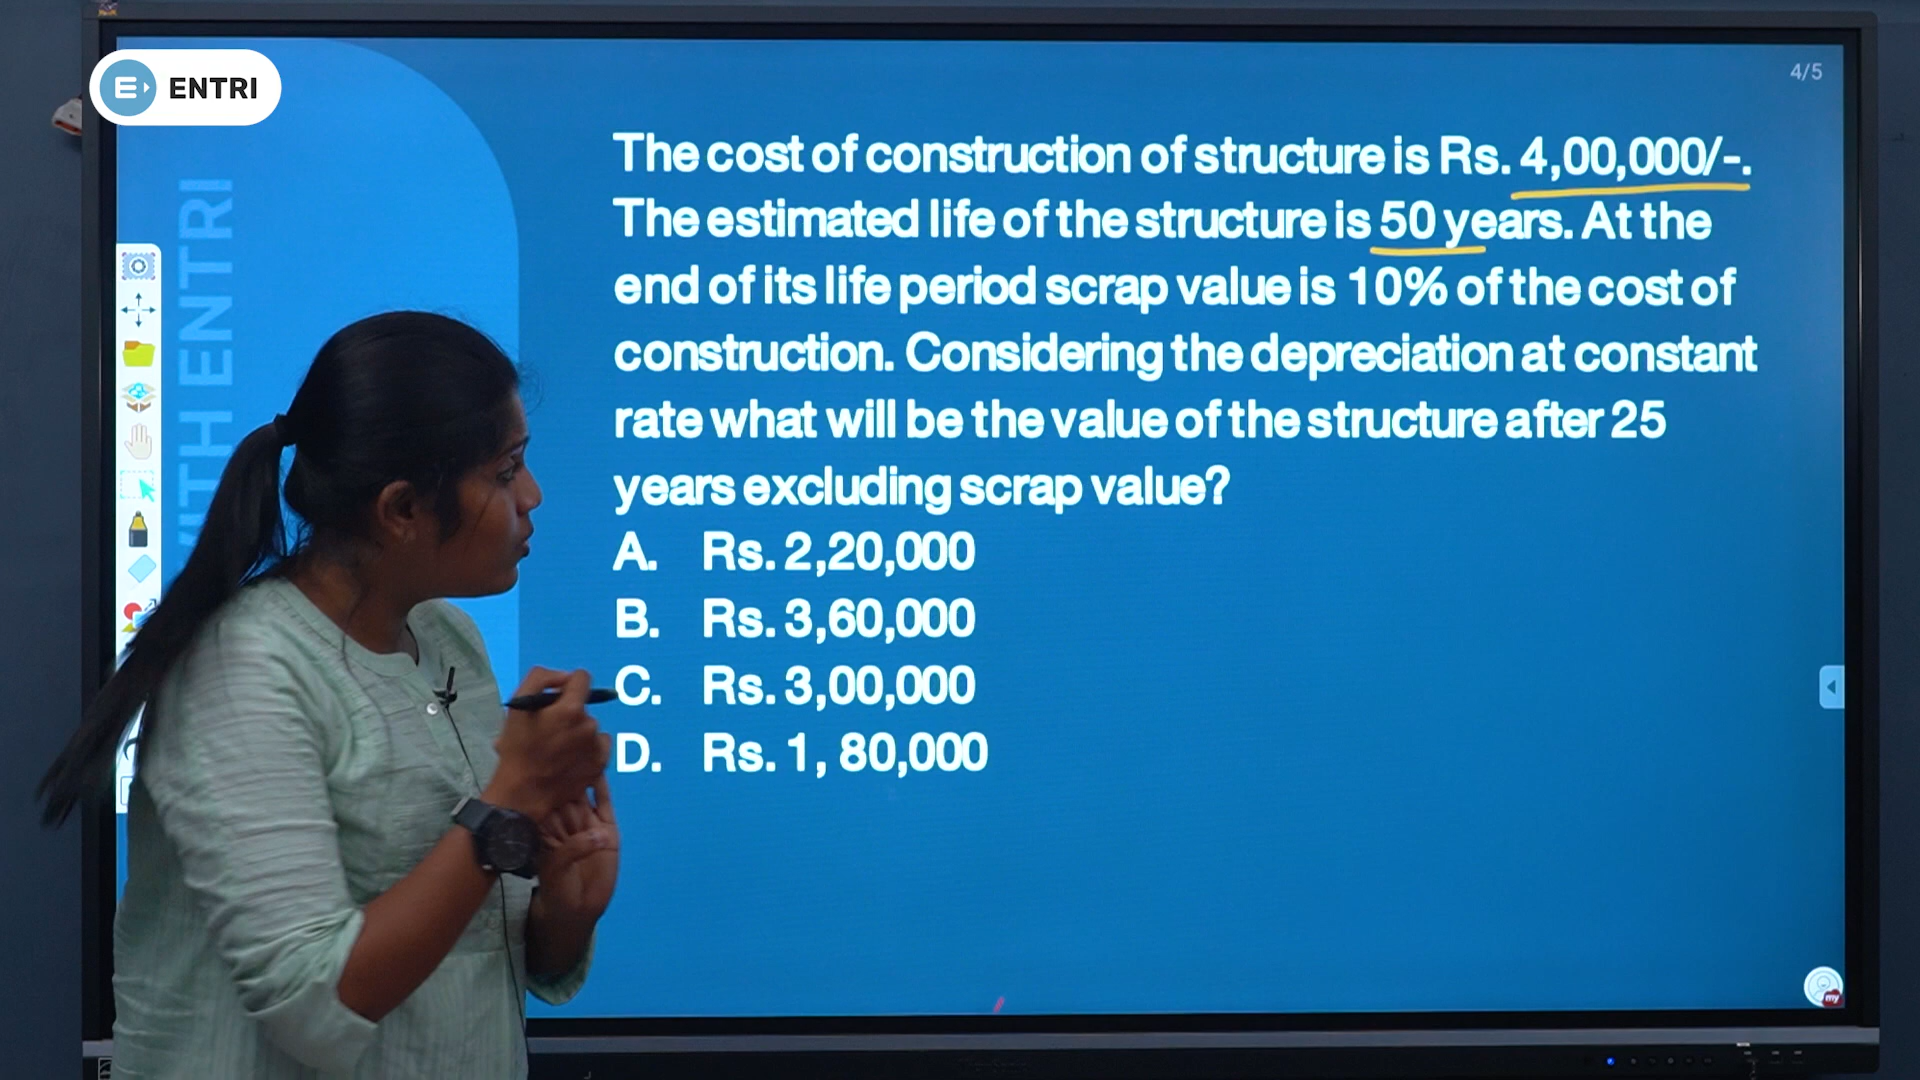 ENTRI
4/5
WITH ENTRI
The cost of construction of structure is Rs. 4,00,000/-.
The estimated life of the structure is 50 years. At the
end of its life period scrap value is 10% of the cost of
construction. Considering the depreciation at constant
rate what will be the value of the structure after 25
years excluding scrap value?
A. Rs. 2,20,000
B. Rs. 3,60,000
C. Rs. 3,00,000
D. Rs. 1, 80,000
my